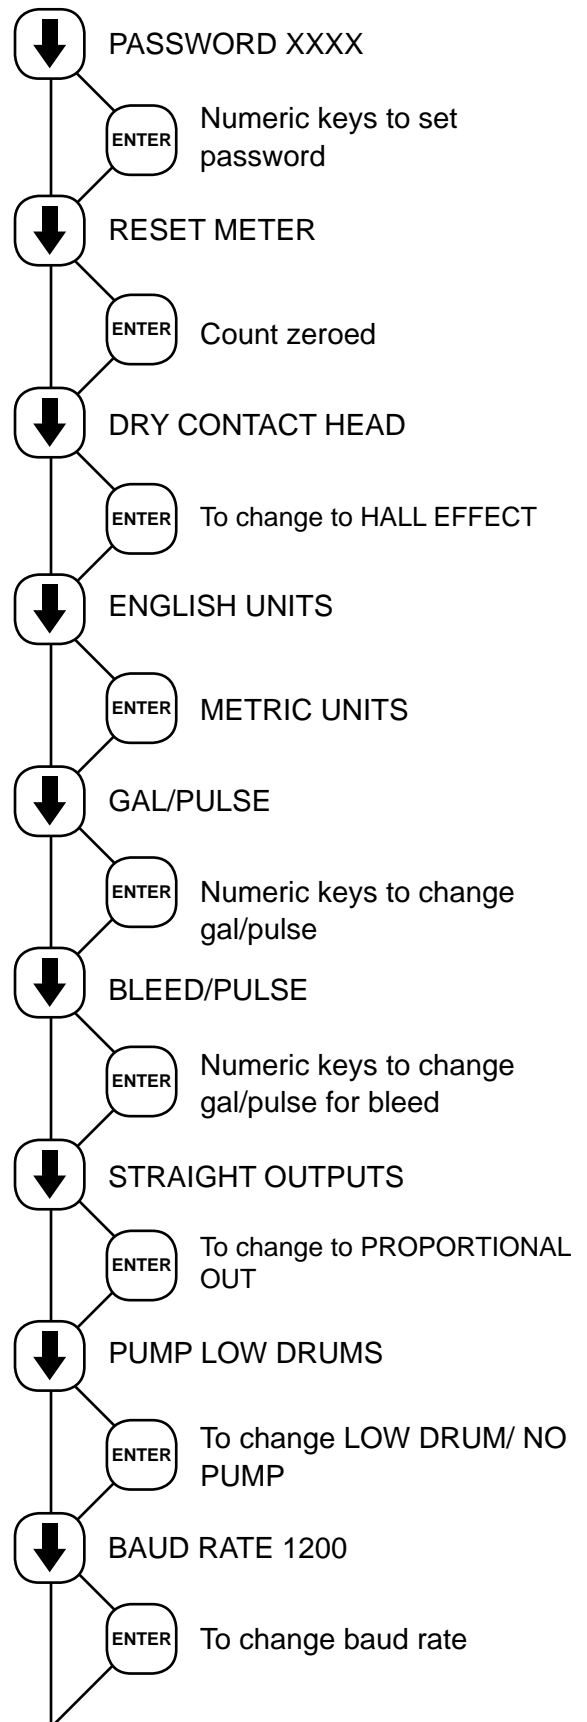 PASSWORD XXXX
ENTER
Numeric keys to set
password
RESET METER
ENTER
Count zeroed
DRY CONTACT HEAD
ENTER
To change to HALL EFFECT
ENGLISH UNITS
ENTER
METRIC UNITS
GAL/PULSE
ENTER
Numeric keys to change
gal/pulse
BLEED/PULSE
ENTER
Numeric keys to change
gal/pulse for bleed
STRAIGHT OUTPUTS
ENTER
To change to PROPORTIONAL
OUT
PUMP LOW DRUMS
ENTER
To change LOW DRUM/ NO
PUMP
BAUD RATE 1200
ENTER
To change baud rate